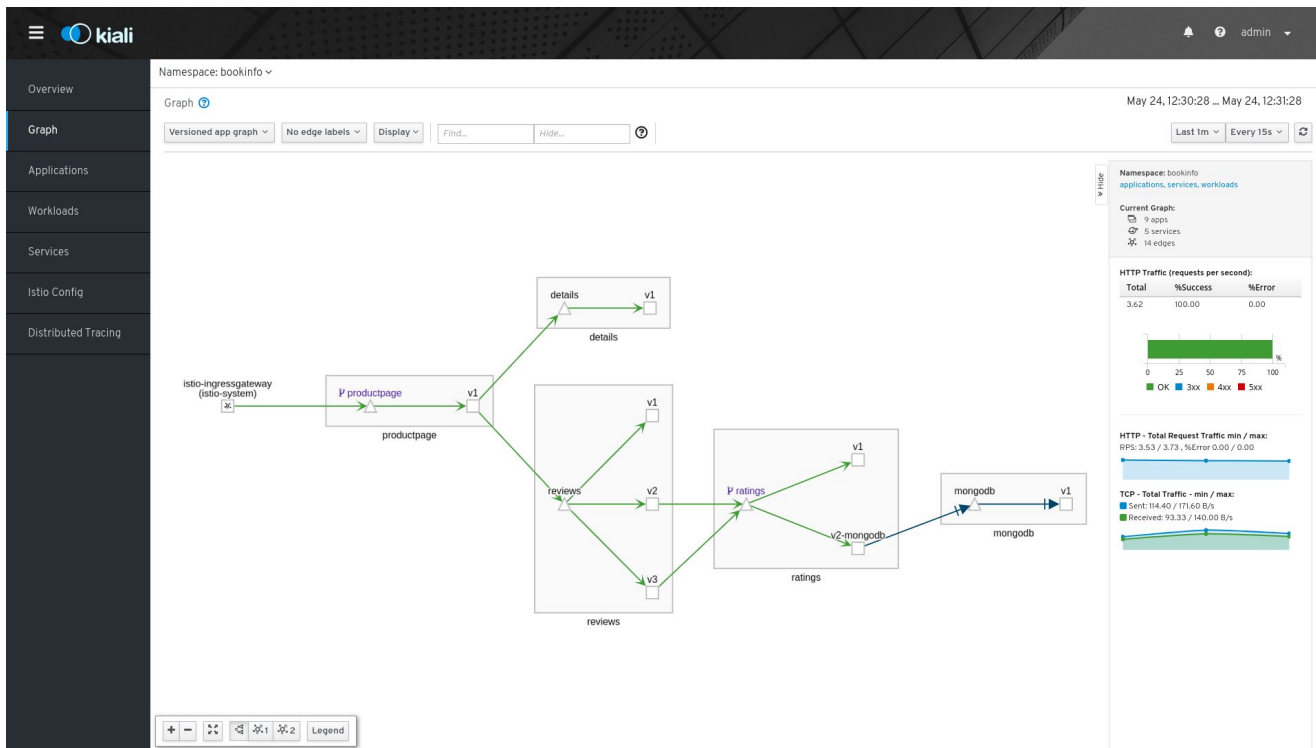 kiali
admin
Overview
Graph
Applications
Workloads
Services
Istio Config
Distributed Tracing
Namespace: bookinfo
Graph
May 24, 12:30:28 ... May 24, 12:31:28
Versioned app graph
No edge labels
Display
Find...
Hide...
Last 1m
Every 15s
Hide
istio-ingressgateway
(istio-system)
productpage
v1
productpage
details
v1
details
reviews
v1
v2
v3
reviews
ratings
v1
v2-mongodb
ratings
mongodb
v1
mongodb
Namespace: bookinfo
applications, services, workloads
Current Graph:
9 apps
5 services
14 edges
HTTP Traffic (requests per second):
Total %Success %Error
3.62 100.00 0.00
%
0 25 50 75 100
OK 3xx 4xx 5xx
HTTP - Total Request Traffic min / max:
RPS: 3.53 / 3.73 , %Error 0.00 / 0.00
TCP - Total Traffic - min / max:
Sent: 114.40 / 171.60 B/s
Received: 93.33 / 140.00 B/s
1
2
Legend